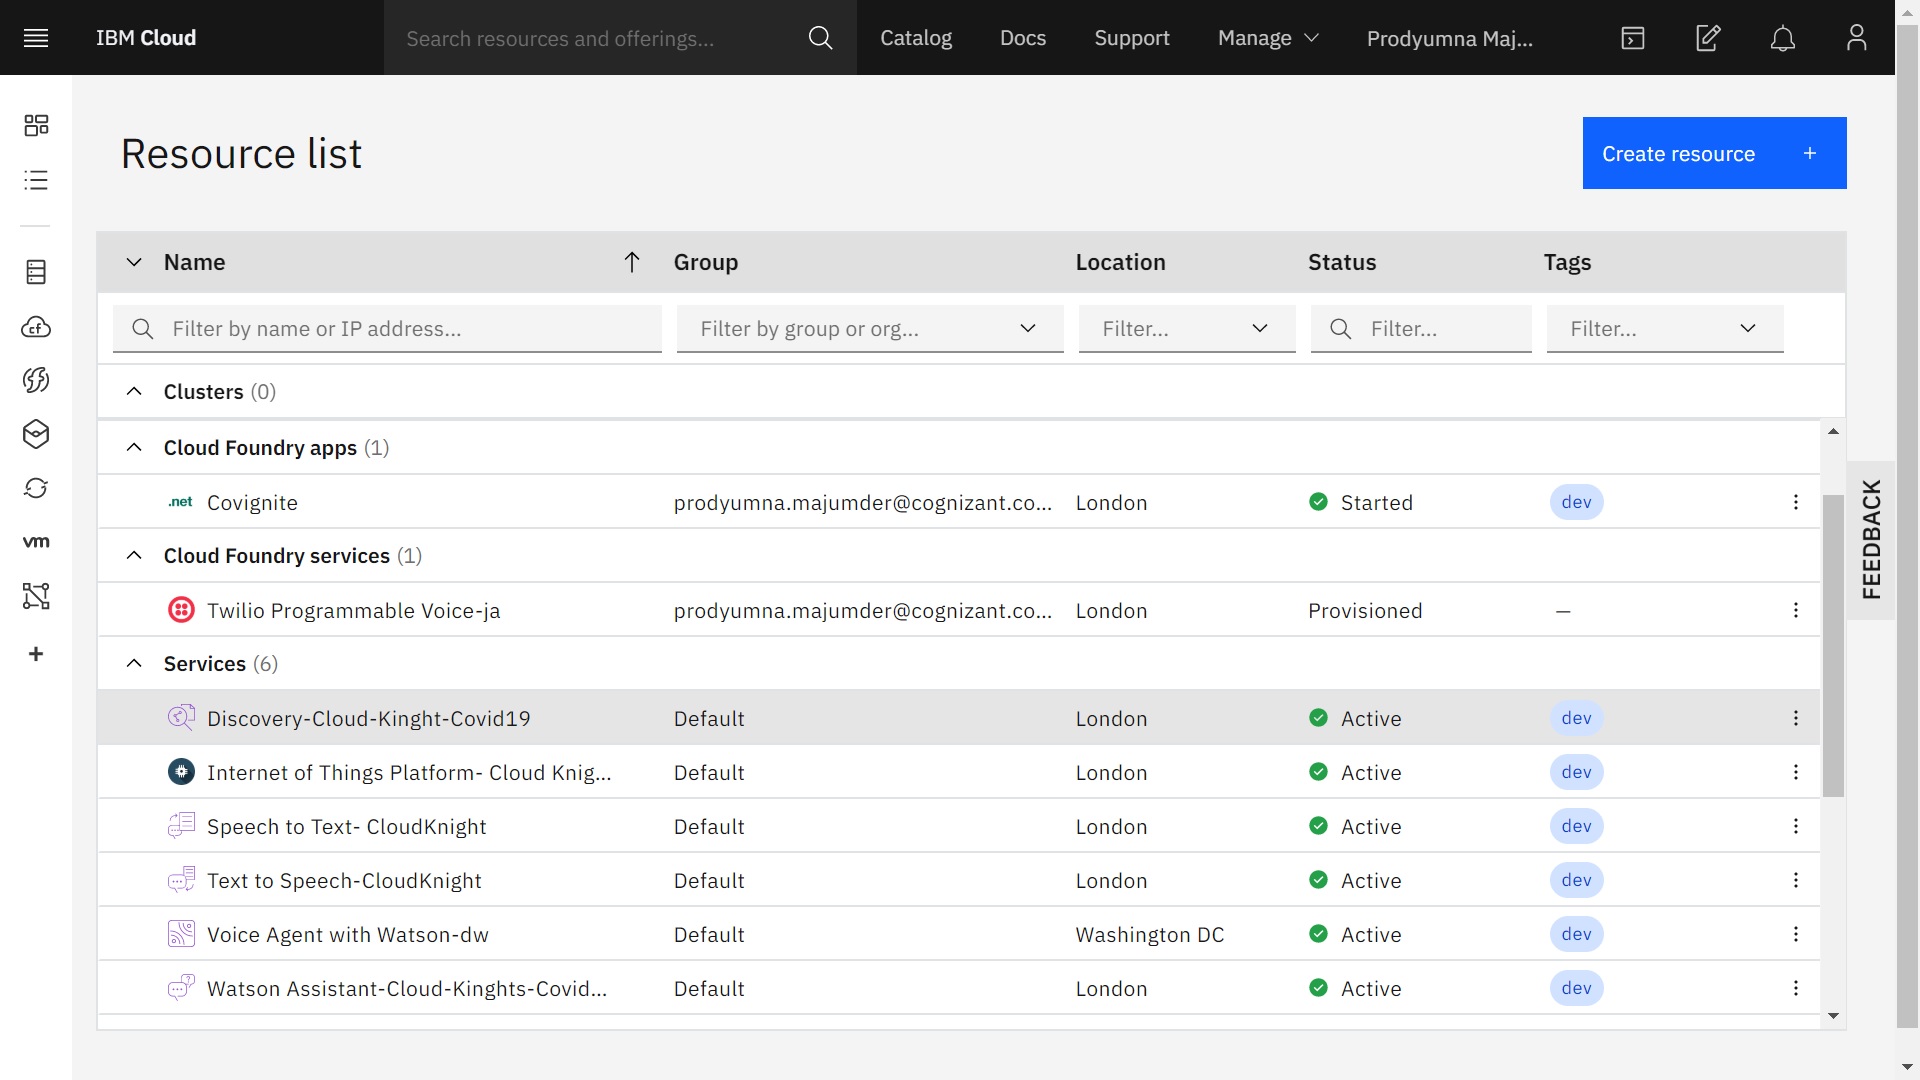 IBM Cloud Search resources and offerings... Catalog Docs Support Manage Prodyumna Maj...
Resource list
Create resource +
Name Group Location Status Tags
Filter by name or IP address... Filter by group or org... Filter... Filter... Filter...
Clusters (0)
Cloud Foundry apps (1)
.net Covignite prodyumna.majumder@cognizant.co... London Started dev
Cloud Foundry services (1)
Twilio Programmable Voice-ja prodyumna.majumder@cognizant.co... London Provisioned —
Services (6)
Discovery-Cloud-Kinght-Covid19 Default London Active dev
Internet of Things Platform- Cloud Knig... Default London Active dev
Speech to Text- CloudKnight Default London Active dev
Text to Speech-CloudKnight Default London Active dev
Voice Agent with Watson-dw Default Washington DC Active dev
Watson Assistant-Cloud-Kinghts-Covid... Default London Active dev
cf
vm
FEEDBACK